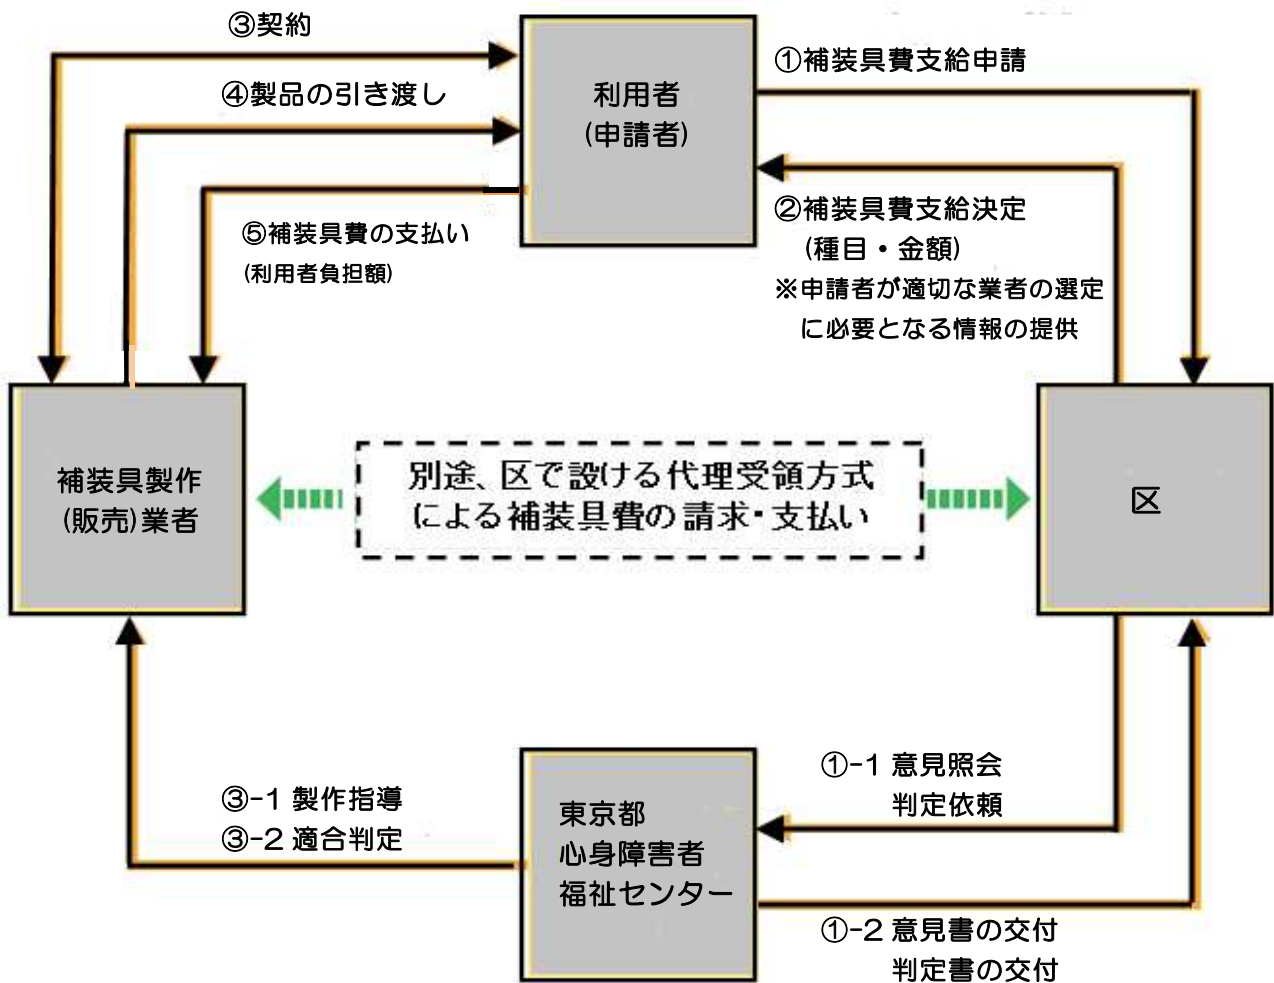 ③契約
④製品の引き渡し
利用者
(申請者)
①補装具費支給申請
⑤補装具費の支払い
(利用者負担額)
②補装具費支給決定
(種目・金額)
※申請者が適切な業者の選定
に必要となる情報の提供
補装具製作
(販売)業者
別途、区で設ける代理受領方式
による補装具費の請求・支払い
区
③-1 製作指導
③-2 適合判定
東京都
心身障害者
福祉センター
①-1 意見照会
判定依頼
①-2 意見書の交付
判定書の交付